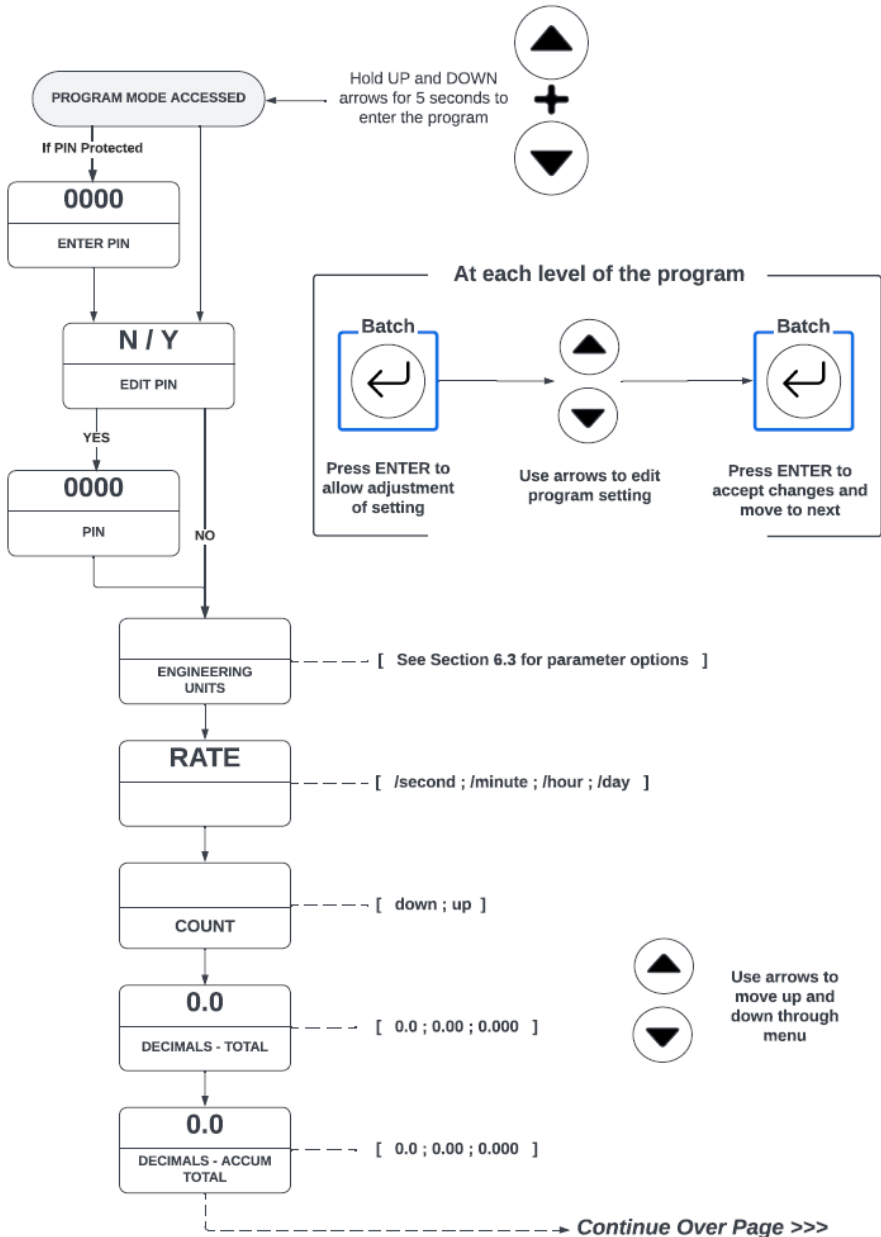 Hold UP and DOWN
arrows for 5 seconds to
enter the program
PROGRAM MODE ACCESSED
If PIN Protected
0000
ENTER PIN
At each level of the program
Batch
Batch
N / Y
EDIT PIN
YES
Press ENTER to
allow adjustment
of setting
Use arrows to edit
program setting
Press ENTER to
accept changes and
move to next
0000
PIN
NO
ENGINEERING
UNITS
[ See Section 6.3 for parameter options ]
RATE
[ /second ; /minute ; /hour ; /day ]
COUNT
[ down ; up ]
Use arrows to
move up and
down through
menu
0.0
DECIMALS - TOTAL
[ 0.0 ; 0.00 ; 0.000 ]
0.0
DECIMALS - ACCUM
TOTAL
[ 0.0 ; 0.00 ; 0.000 ]
Continue Over Page >>>